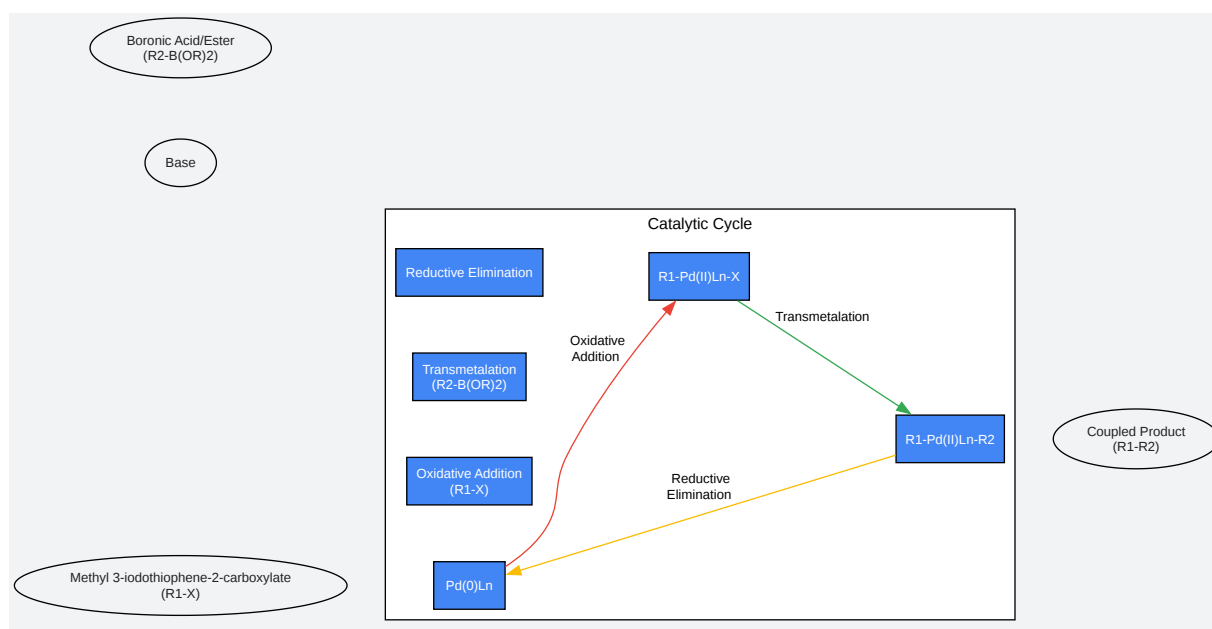 Boronic Acid/Ester
(R2-B(OR)2)
Base
Catalytic Cycle
Reductive Elimination
R1-Pd(II)Ln-X
Transmetalation
Oxidative
Addition
Transmetalation
(R2-B(OR)2)
R1-Pd(II)Ln-R2
Coupled Product
(R1-R2)
Oxidative Addition
(R1-X)
Reductive
Elimination
Methyl 3-iodothiophene-2-carboxylate
(R1-X)
Pd(0)Ln